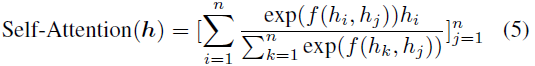 Self-Attention(h) = [∑_{i=1}^{n} exp(f(h_i, h_j))h_i / ∑_{k=1}^{n} exp(f(h_k, h_j))]_{j=1}^{n} (5)